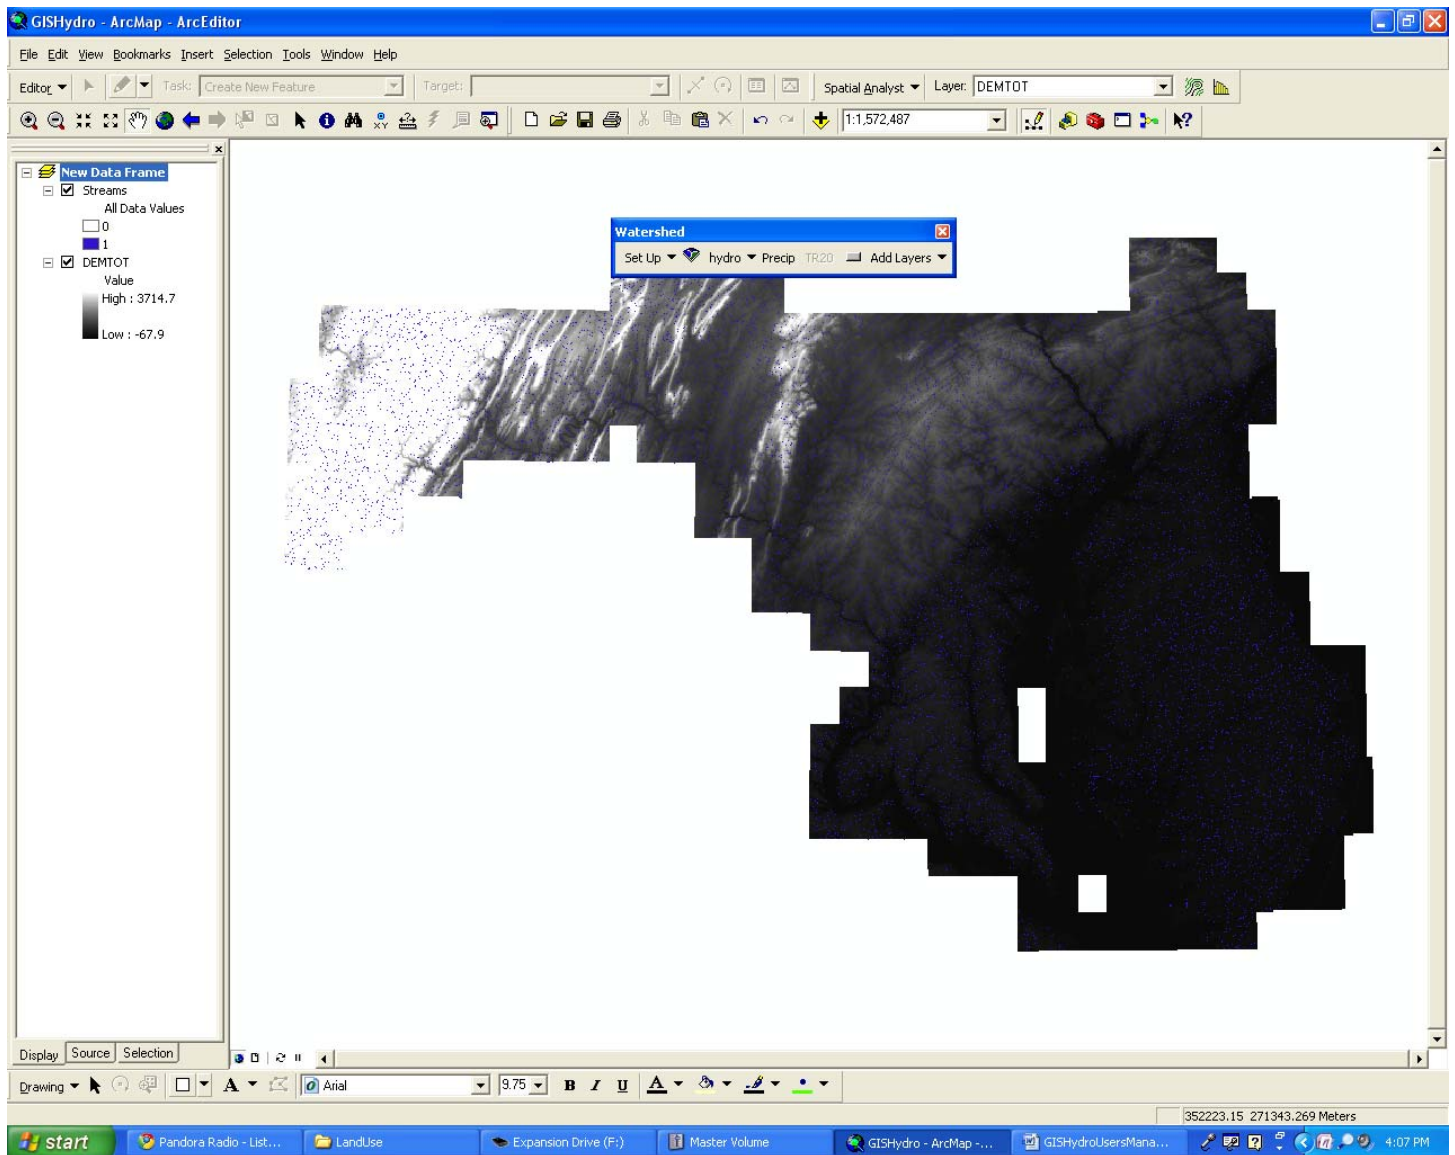 GISHydro - ArcMap - ArcEditor
File Edit View Bookmarks Insert Selection Tools Window Help
Editor Task: Create New Feature Target: Spatial Analyst Layer: DEMTOT
1:1,572,487
New Data Frame
Streams
All Data Values
0
1
DEMTOT
Value
High : 3714.7
Low : -67.9
Watershed
Set Up hydro Precip TR20 Add Layers
Display Source Selection
Drawing A Arial 9.75 B I U A
352223.15 271343.269 Meters
start Pandora Radio - List... LandUse Expansion Drive (F:) Master Volume GISHydro - ArcMap -... GISHydroUsersMana... 4:07 PM